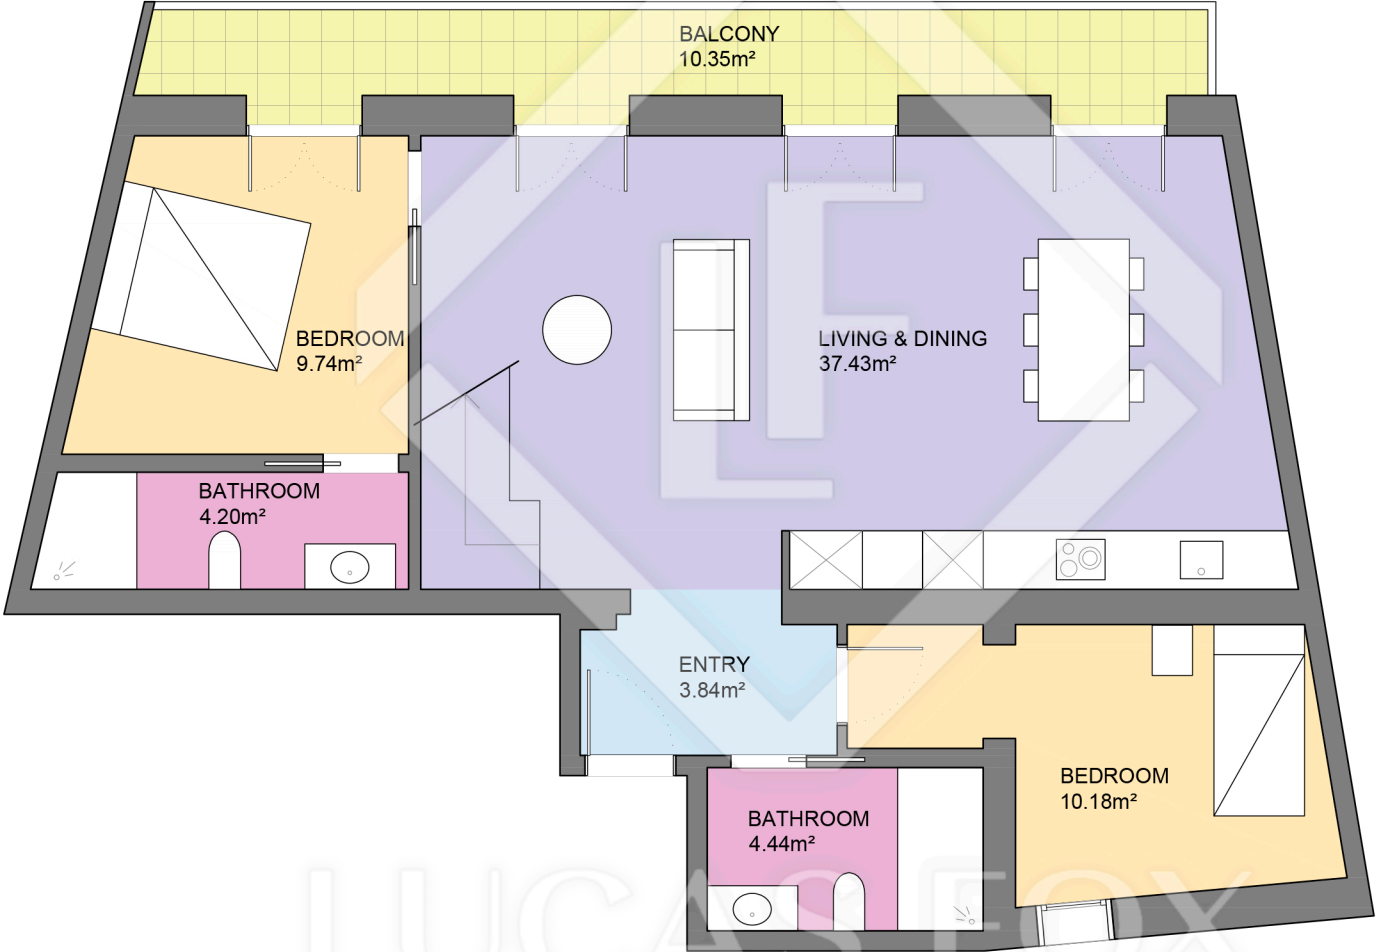 BALCONY
10.35m²
BEDROOM
9.74m²
LIVING & DINING
37.43m²
BATHROOM
4.20m²
ENTRY
3.84m²
BEDROOM
10.18m²
BATHROOM
4.44m²
LF
LUCAS FOX